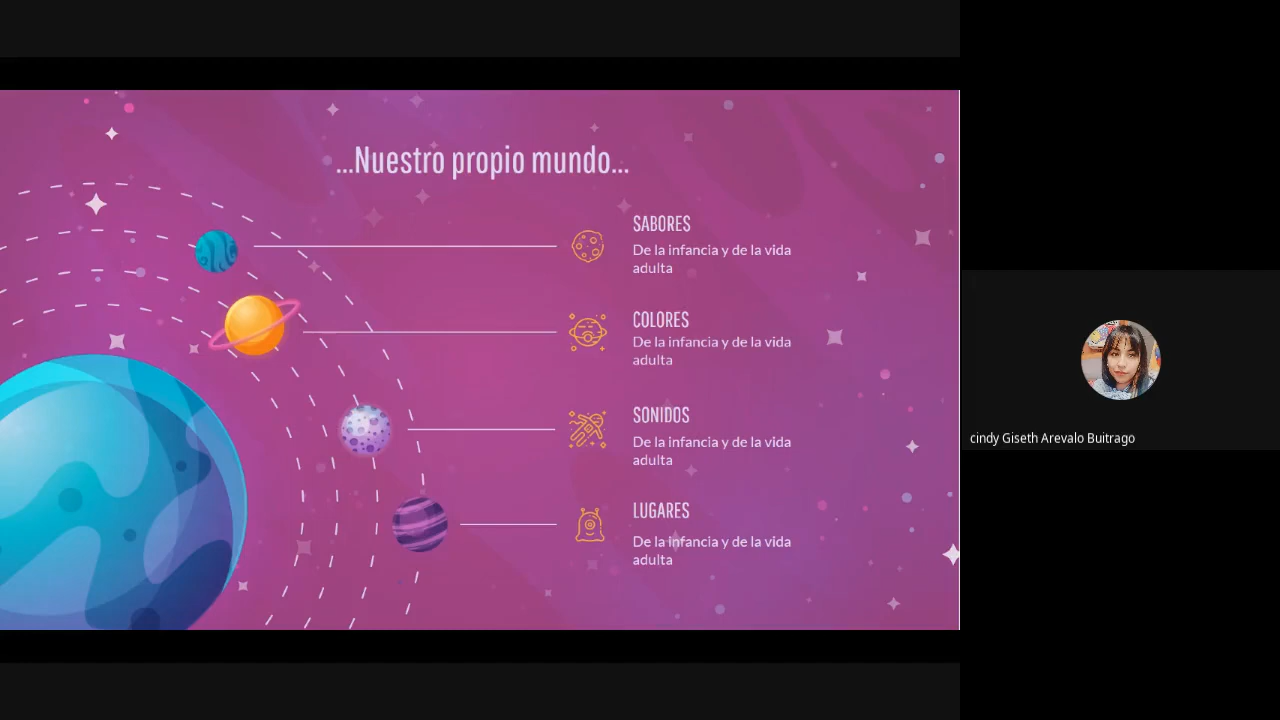 ...Nuestro propio mundo...
SABORES
De la infancia y de la vida
adulta
COLORES
De la infancia y de la vida
adulta
SONIDOS
De la infancia y de la vida
adulta
LUGARES
De la infancia y de la vida
adulta
cindy Giseth Arevalo Buitrago